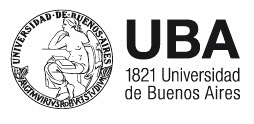 UNIVERSIDAD·DE·BUENOS·AIRES
UBA
1821 Universidad
de Buenos Aires